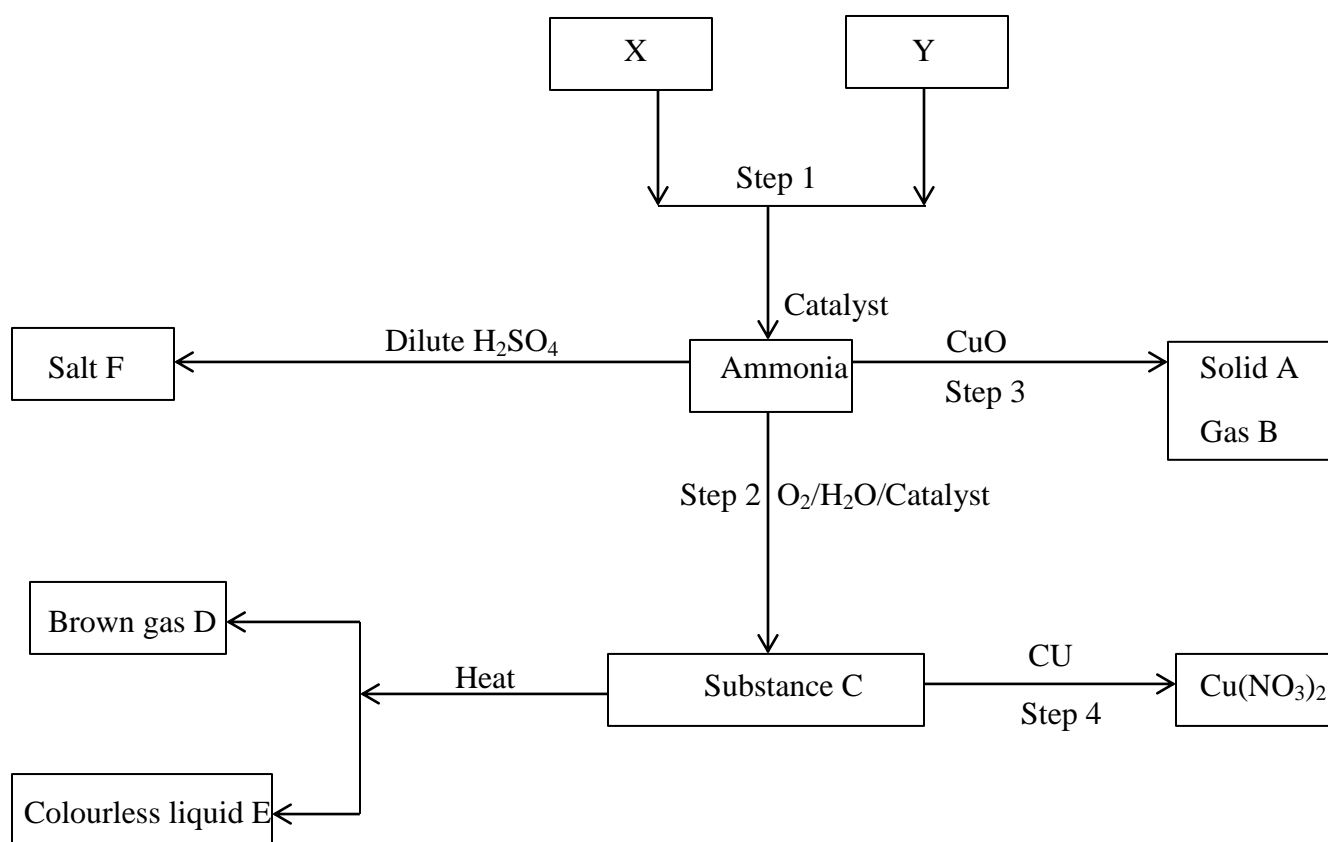 X
Y
Step 1
Catalyst
Salt F
Dilute H₂SO₄
Ammonia
CuO
Step 3
Solid A
Gas B
Step 2
O₂/H₂O/Catalyst
Brown gas D
Heat
Substance C
CU
Step 4
Cu(NO₃)₂
Colourless liquid E